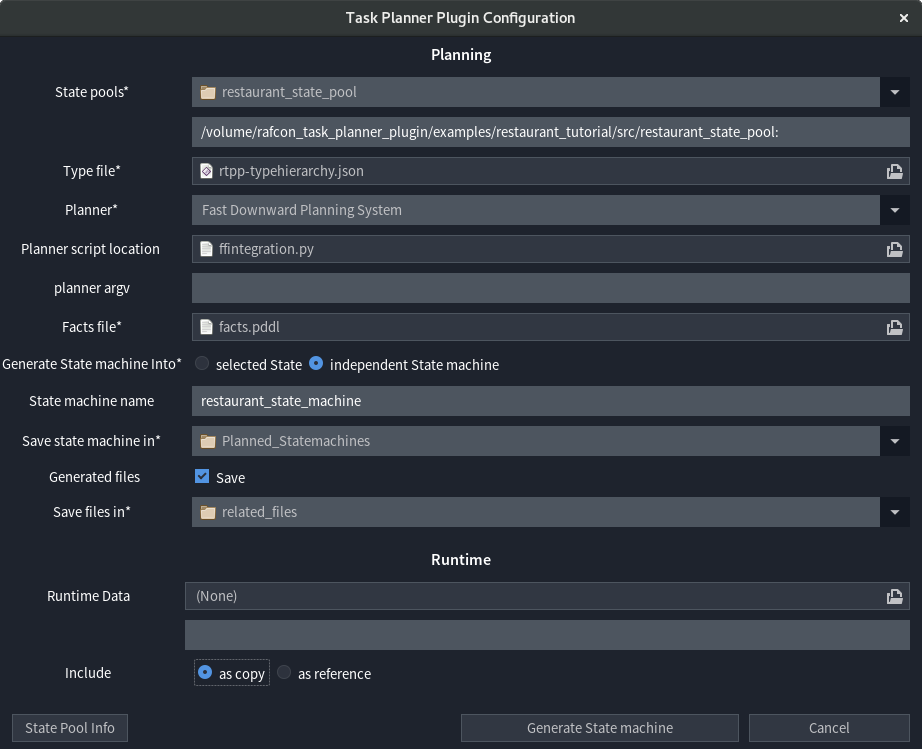 Task Planner Plugin Configuration
Planning
State pools*
restaurant_state_pool
/volume/rafcon_task_planner_plugin/examples/restaurant_tutorial/src/restaurant_state_pool:
Type file*
rtpp-typehierarchy.json
Planner*
Fast Downward Planning System
Planner script location
ffintegration.py
planner argv
Facts file*
facts.pddl
Generate State machine Into*
selected State
independent State machine
State machine name
restaurant_state_machine
Save state machine in*
Planned_Statemachines
Generated files
Save
Save files in*
related_files
Runtime
Runtime Data
(None)
Include
as copy
as reference
State Pool Info
Generate State machine
Cancel